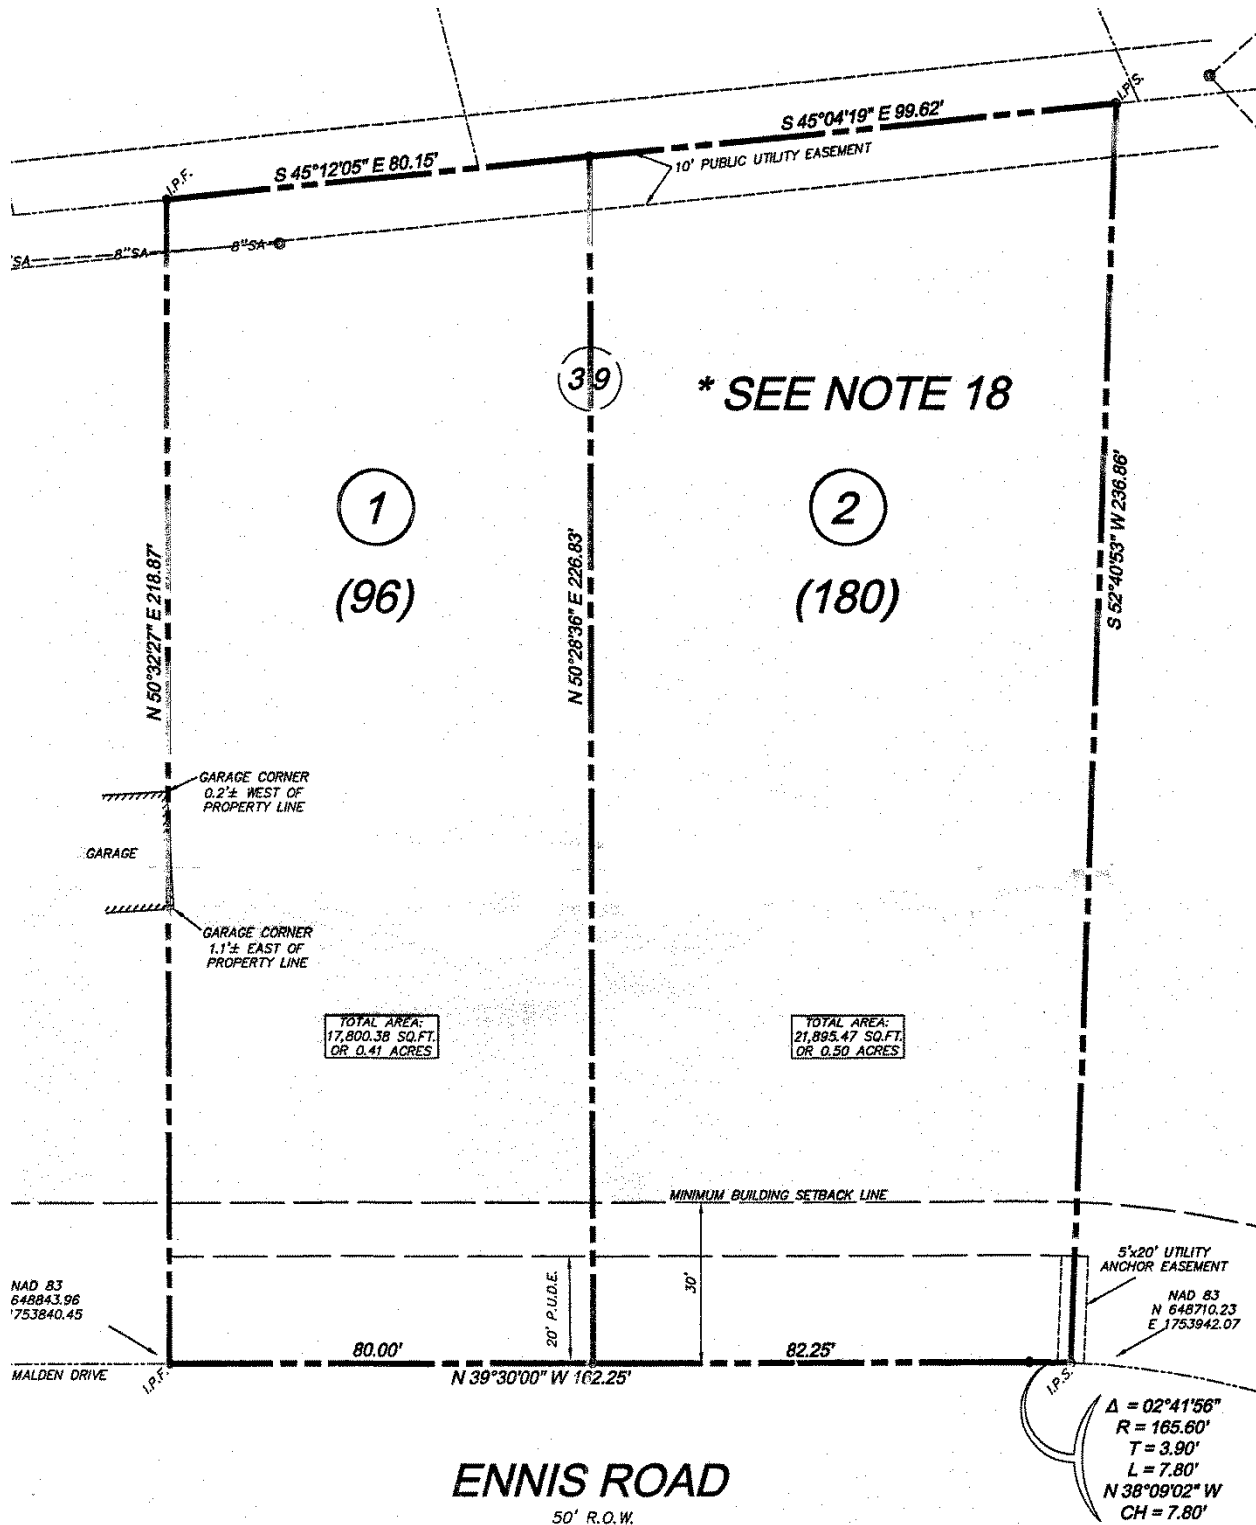 S 45°04'19" E 99.62'
I.P.S.
S 45°12'05" E 80.15'
10' PUBLIC UTILITY EASEMENT
I.P.F.
SA
8"SA
8"SA
39
* SEE NOTE 18
1
(96)
2
(180)
N 50°32'27" E 218.87'
N 50°28'36" E 226.83'
S 52°40'53" W 236.86'
GARAGE CORNER
0.2'± WEST OF
PROPERTY LINE
GARAGE
GARAGE CORNER
1.1'± EAST OF
PROPERTY LINE
TOTAL AREA:
17,800.38 SQ.FT.
OR 0.41 ACRES
TOTAL AREA:
21,895.47 SQ.FT.
OR 0.50 ACRES
MINIMUM BUILDING SETBACK LINE
20' P.U.D.E.
30'
5'x20' UTILITY
ANCHOR EASEMENT
NAD 83
648843.96
1753840.45
NAD 83
N 648710.23
E 1753942.07
80.00'
82.25'
MALDEN DRIVE
I.P.F.
N 39°30'00" W 162.25'
I.P.S.
Δ = 02°41'56"
R = 165.60'
T = 3.90'
L = 7.80'
N 38°09'02" W
CH = 7.80'
ENNIS ROAD
50' R.O.W.